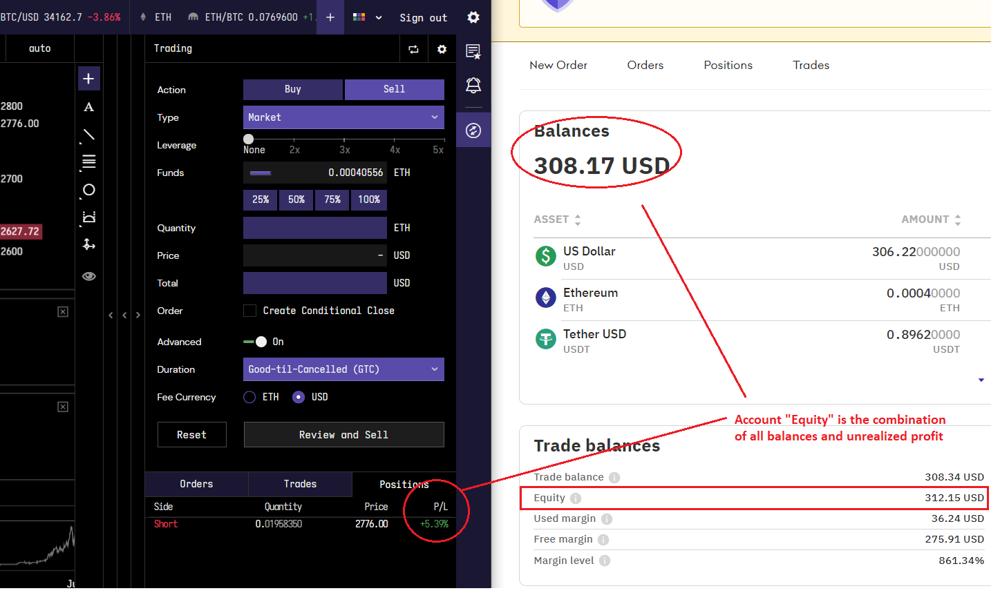 BTC/USD 34162.7 -3.86%
ETH
ETH/BTC 0.0769600 +1.
Sign out
auto
Trading
2800
2776.00
2700
2627.72
2600
Action
Buy
Sell
Type
Market
Leverage
None 2x 3x 4x 5x
Funds
0.00040556 ETH
25% 50% 75% 100%
Quantity
ETH
Price
– USD
Total
USD
Order
Create Conditional Close
Advanced
On
Duration
Good-til-Cancelled (GTC)
Fee Currency
ETH USD
Reset
Review and Sell
Orders Trades Positions
Side Quantity Price P/L
Short 0.01958350 2776.00 +5.39%
New Order Orders Positions Trades
Balances
308.17 USD
ASSET AMOUNT
US Dollar 306.22000000
USD USD
Ethereum 0.00040000
ETH ETH
Tether USD 0.89620000
USDT USDT
Account "Equity" is the combination
of all balances and unrealized profit
Trade balances
Trade balance 308.34 USD
Equity 312.15 USD
Used margin 36.24 USD
Free margin 275.91 USD
Margin level 861.34%